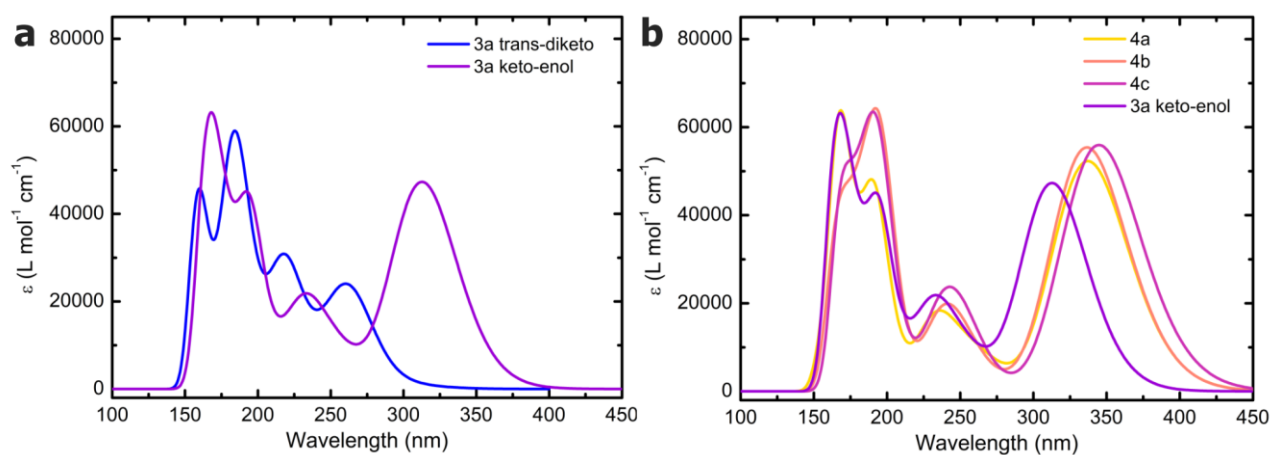 a
80000
60000
40000
20000
0
ε (L mol⁻¹ cm⁻¹)
3a trans-diketo
3a keto-enol
100 150 200 250 300 350 400 450
Wavelength (nm)
b
80000
60000
40000
20000
0
ε (L mol⁻¹ cm⁻¹)
4a
4b
4c
3a keto-enol
100 150 200 250 300 350 400 450
Wavelength (nm)